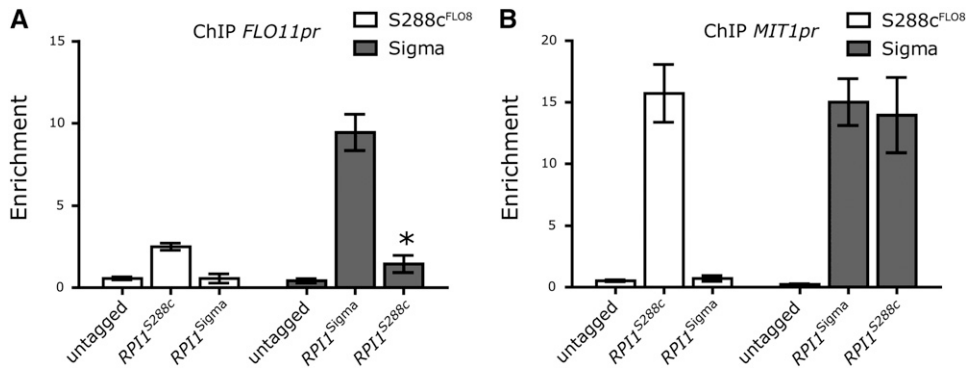 A
ChIP FLO11pr
S288cFLO8
Sigma
Enrichment
15
10
5
0
untagged
RPI1S288c
RPI1Sigma
untagged
RPI1Sigma
RPI1S288c
*
B
ChIP MIT1pr
S288cFLO8
Sigma
Enrichment
20
15
10
5
0
untagged
RPI1S288c
RPI1Sigma
untagged
RPI1Sigma
RPI1S288c